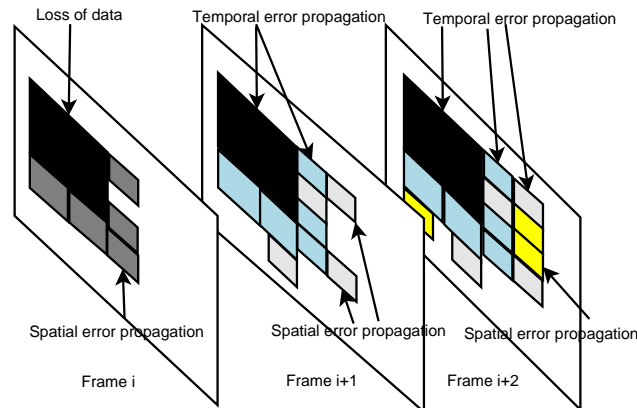 Loss of data
Temporal error propagation
Temporal error propagation
Spatial error propagation
Spatial error propagation
Spatial error propagation
Frame i
Frame i+1
Frame i+2